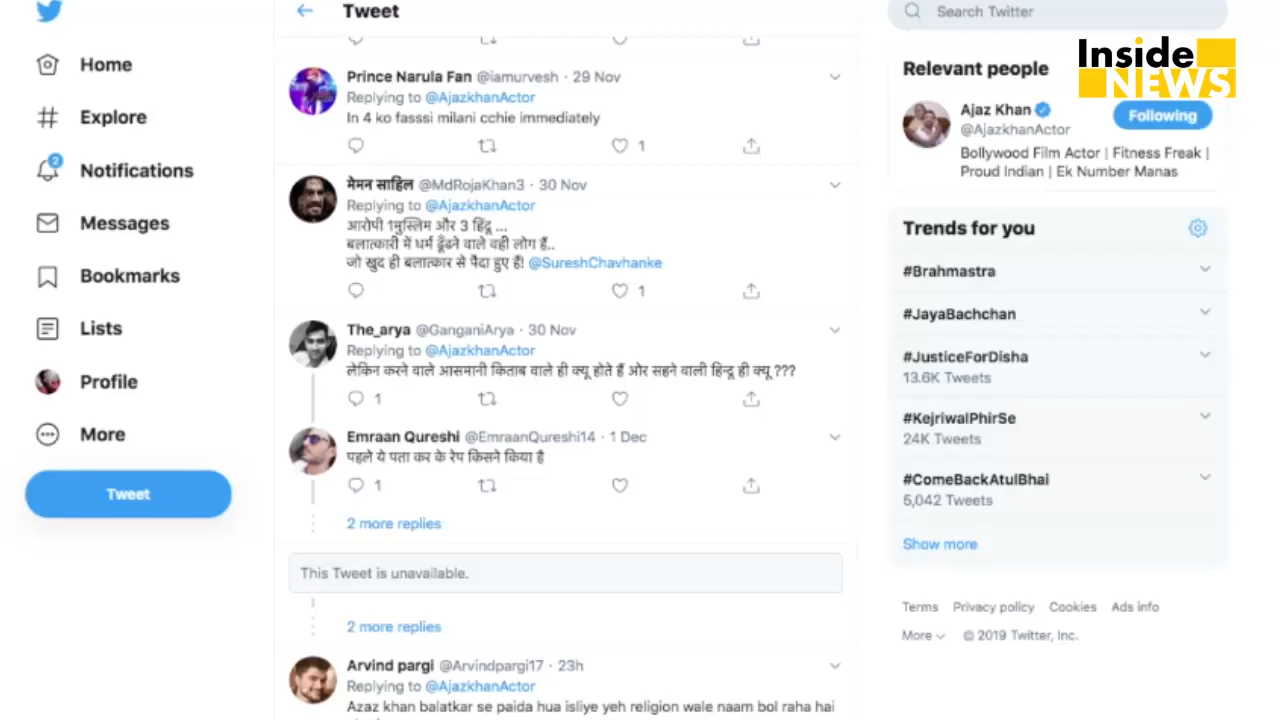 Tweet
Search Twitter
Inside
NEWS
Home
Explore
2
Notifications
Messages
Bookmarks
Lists
Profile
More
Tweet
Prince Narula Fan @iamurvesh · 29 Nov
Replying to @AjazkhanActor
In 4 ko fasssi milani cchie immediately
1
मेमन साहिल @MdRojaKhan3 · 30 Nov
Replying to @AjazkhanActor
आरोपी 1मुस्लिम और 3 हिंदू ...
बलात्कारी में धर्म ढूँढने वाले वही लोग हैं..
जो खुद ही बलात्कार से पैदा हुए हैं! @SureshChavhanke
1
The_arya @GanganiArya · 30 Nov
Replying to @AjazkhanActor
लेकिन करने वाले आसमानी किताब वाले ही क्यू होते हैं ओर सहने वाली हिन्दू ही क्यू ???
1
Emraan Qureshi @EmraanQureshi14 · 1 Dec
पहले ये पता कर के रेप किसने किया है
1
2 more replies
This Tweet is unavailable.
2 more replies
Arvind pargi @Arvindpargi17 · 23h
Replying to @AjazkhanActor
Azaz khan balatkar se paida hua isliye yeh religion wale naam bol raha hai
Relevant people
Ajaz Khan
@AjazkhanActor
Following
Bollywood Film Actor | Fitness Freak |
Proud Indian | Ek Number Manas
Trends for you
#Brahmastra
#JayaBachchan
#JusticeForDisha
13.6K Tweets
#KejriwalPhirSe
24K Tweets
#ComeBackAtulBhai
5,042 Tweets
Show more
Terms Privacy policy Cookies Ads info
More © 2019 Twitter, Inc.